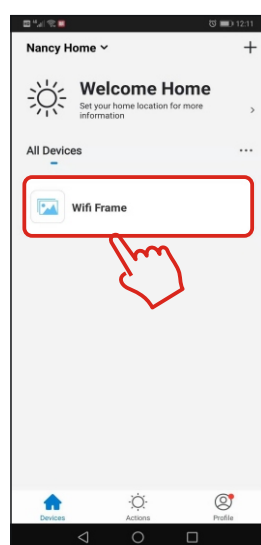 12:11
Nancy Home
Welcome Home
Set your home location for more
information
All Devices
Wifi Frame
Devices
Actions
Profile